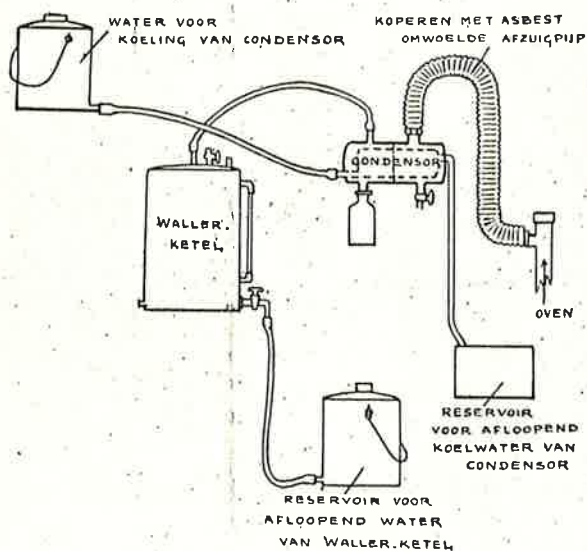 WATER VOOR
KOELING VAN CONDENSOR
KOPEREN MET ASBEST
OMWOELDE AFZUIGPIJP
CONDENSOR
WALLER-
KETEL
OVEN
RESERVOIR
VOOR AFLOOPEND
KOELWATER VAN
CONDENSOR
RESERVOIR VOOR
AFLOOPEND WATER
VAN WALLER-KETEL